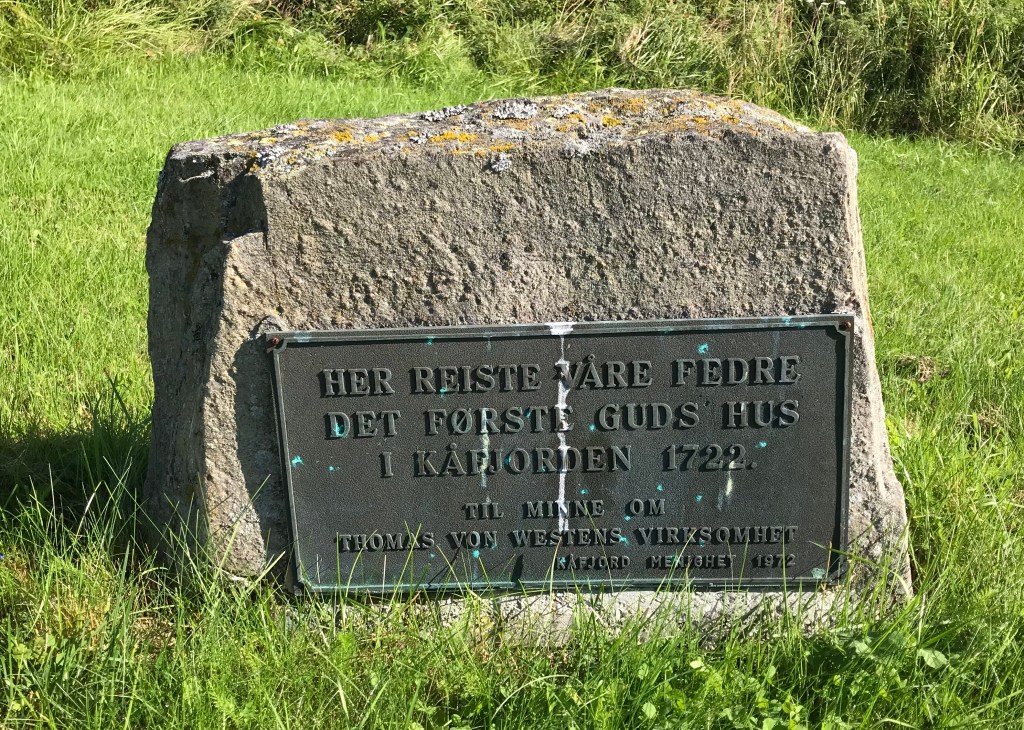 HER REISTE VÅRE FEDRE
DET FØRSTE GUDS HUS
I KÅFJORDEN 1722.
TIL MINNE OM
THOMAS VON WESTENS VIRKSOMHET
KÅFJORD MENIGHET 1972